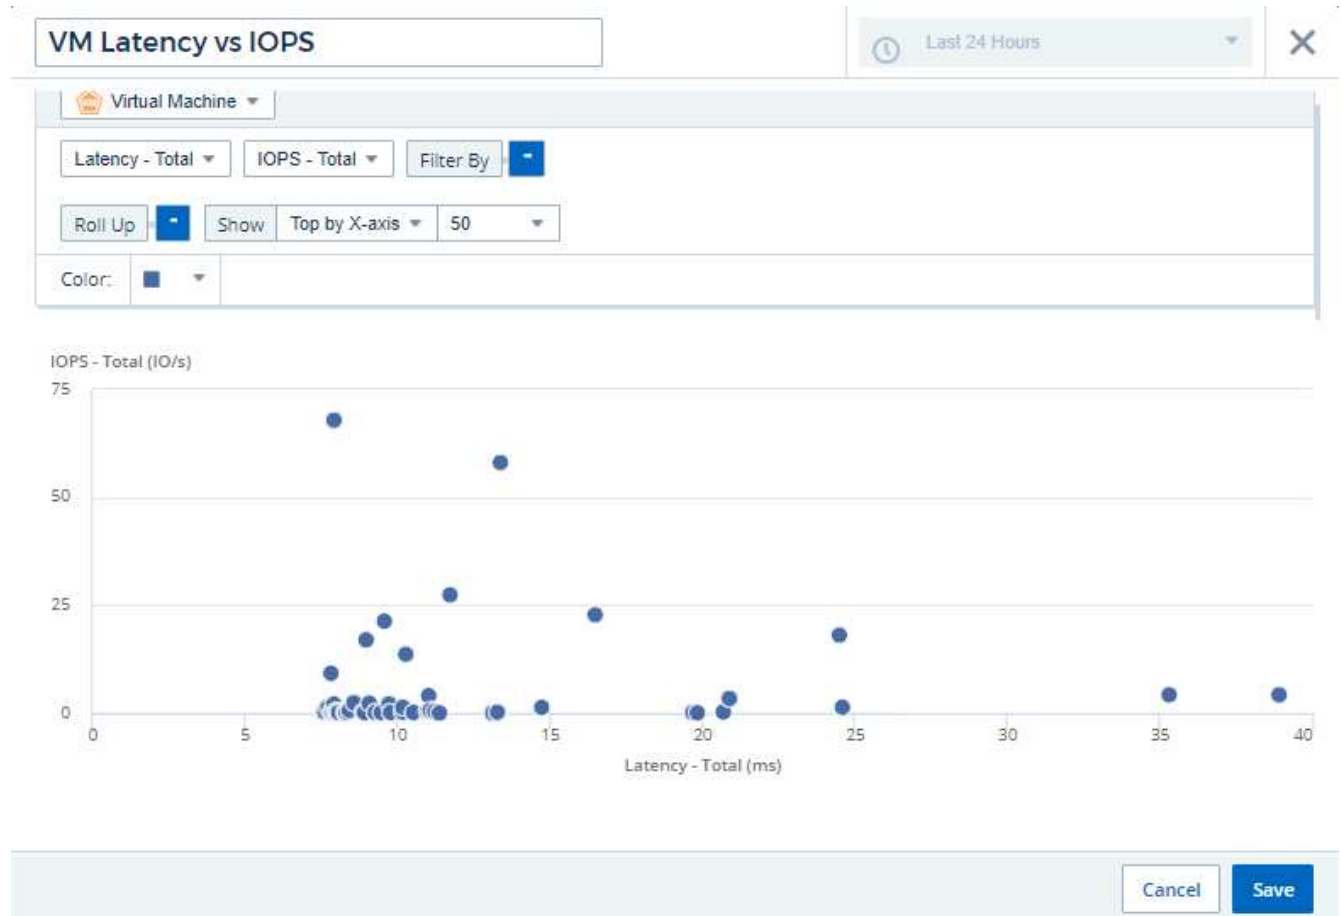 VM Latency vs IOPS
Last 24 Hours
Virtual Machine
Latency - Total IOPS - Total Filter By -
Roll Up - Show Top by X-axis 50
Color:
IOPS - Total (IO/s)
75
50
25
0
0 5 10 15 20 25 30 35 40
Latency - Total (ms)
Cancel Save